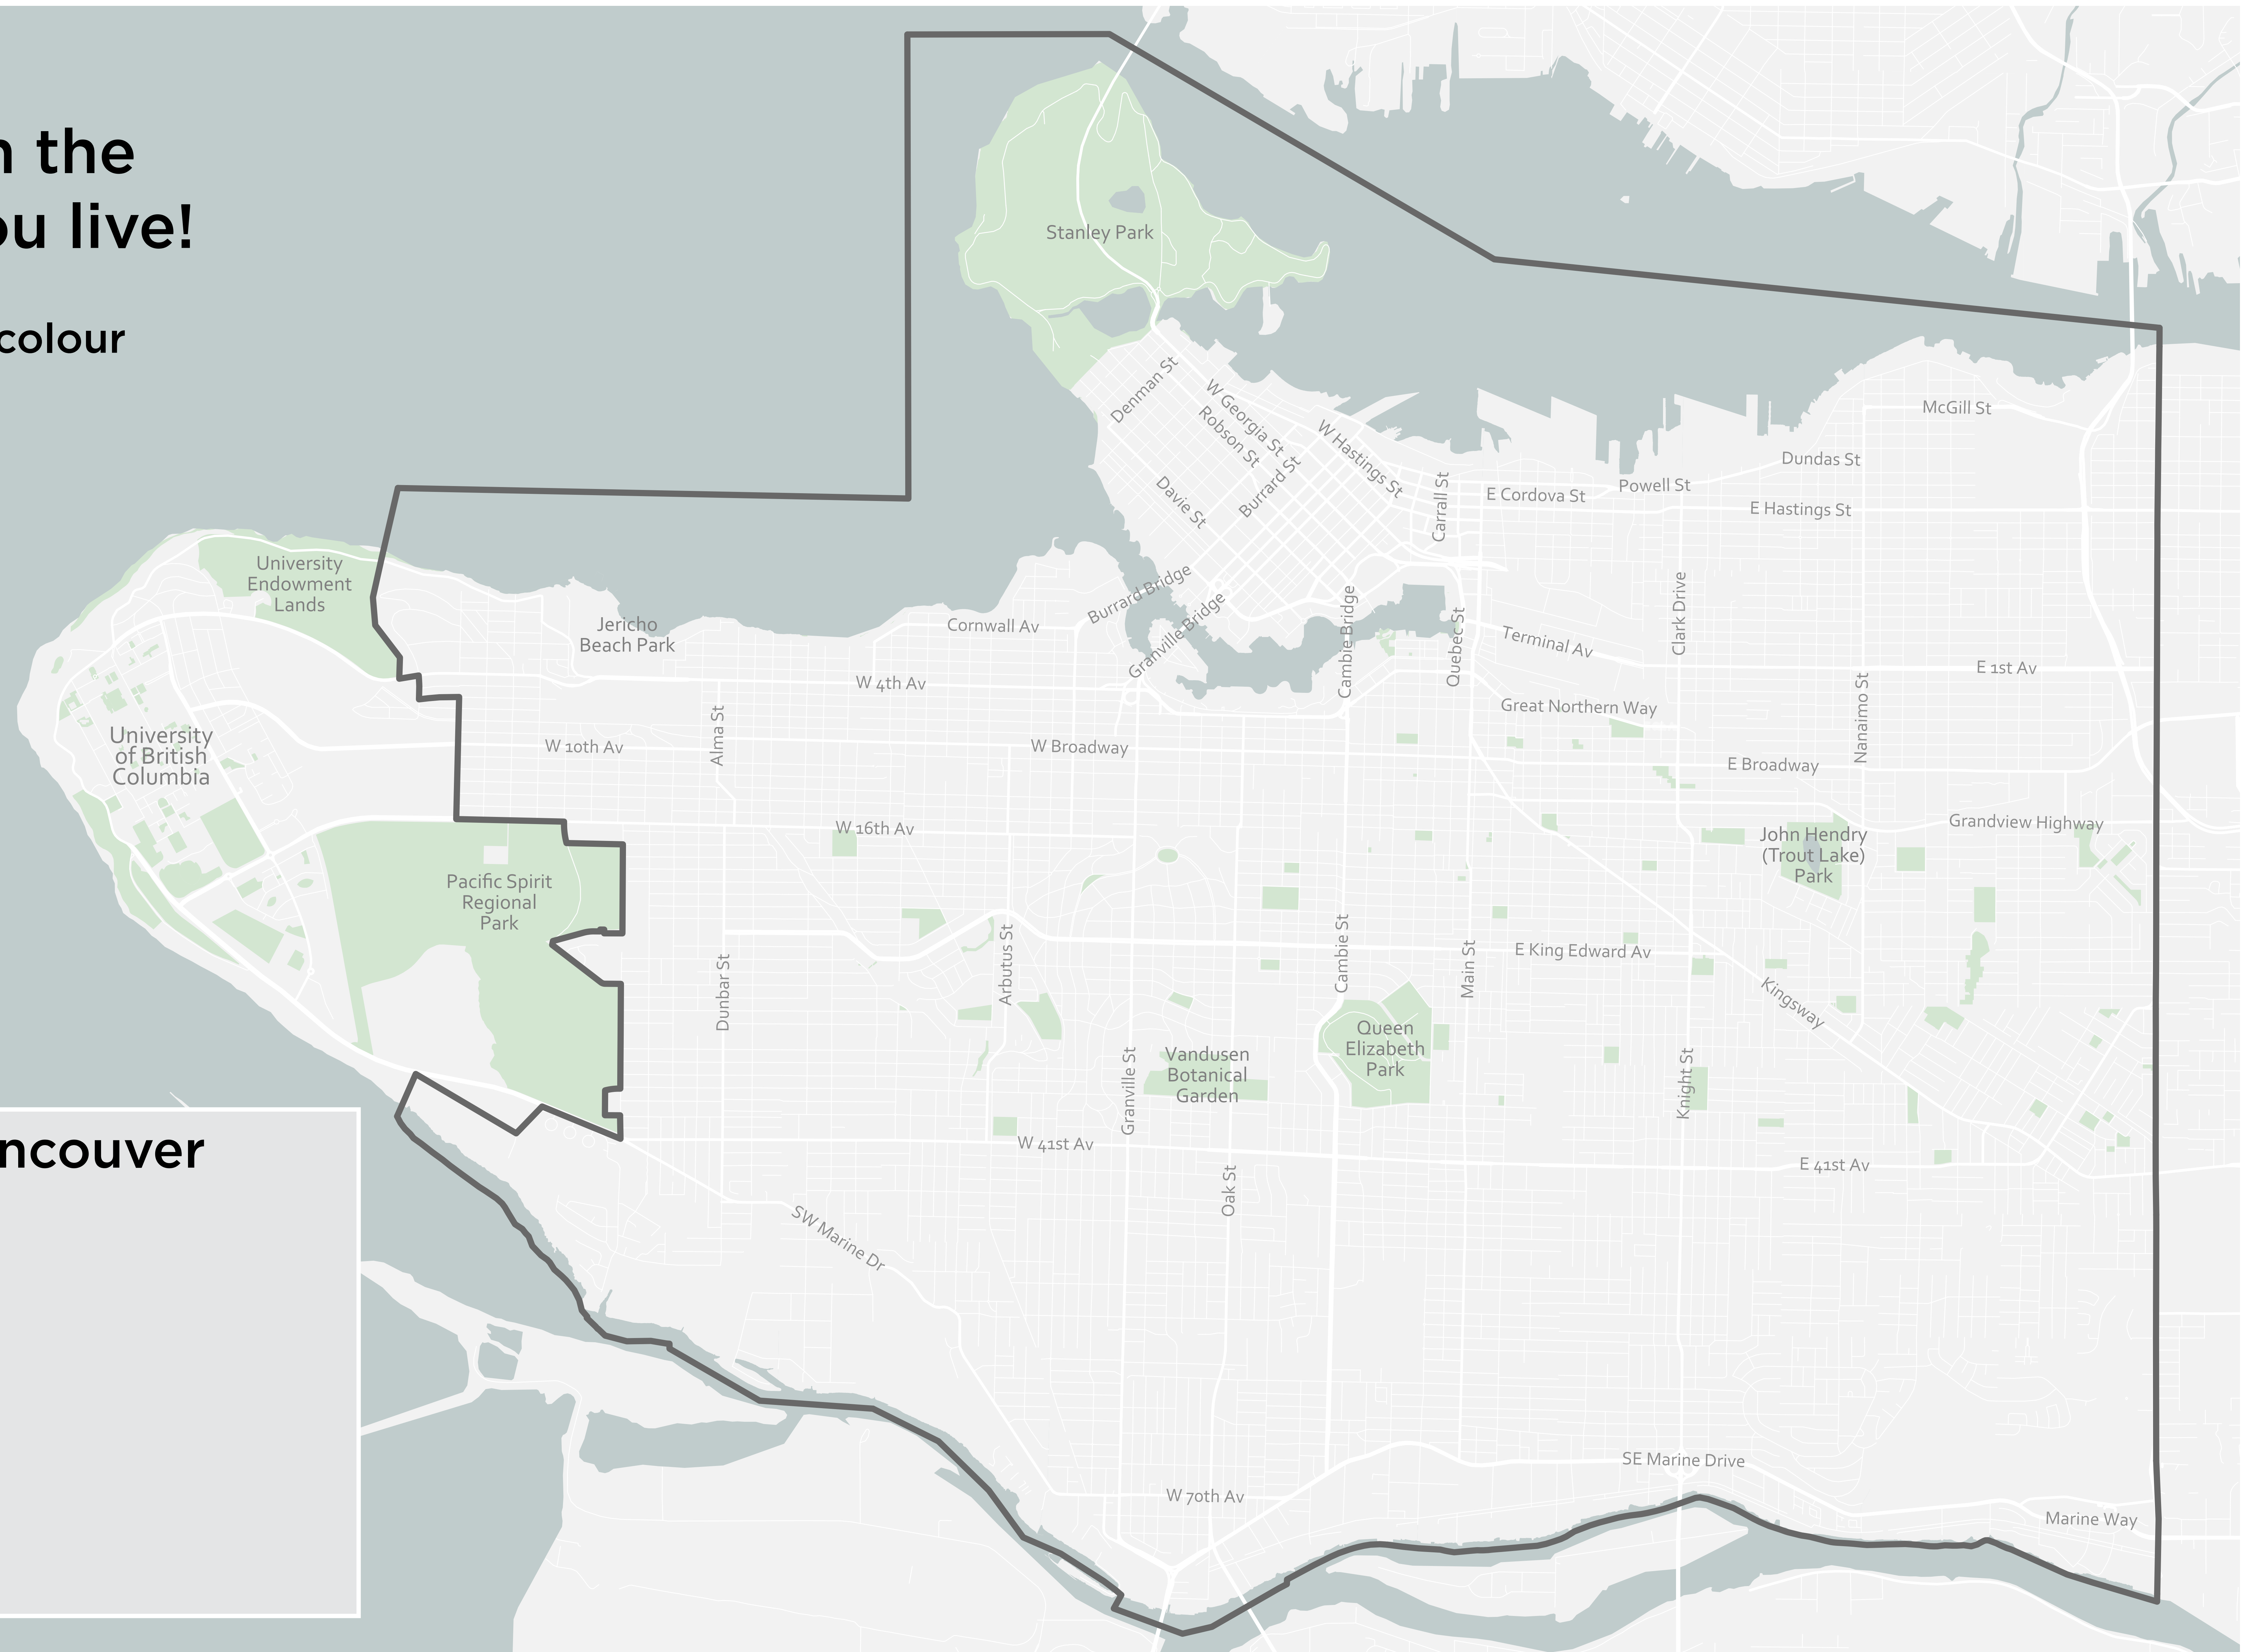 n the
ou live!
colour
Stanley Park
Denman St
W Georgia St
Robson St
W Hastings St
Burrard St
Davie St
Carrall St
E Cordova St
Powell St
Dundas St
McGill St
E Hastings St
University
Endowment
Lands
Jericho
Beach Park
Cornwall Av
Burrard Bridge
Granville Bridge
Cambie Bridge
Quebec St
Terminal Av
Clark Drive
E 1st Av
W 4th Av
Great Northern Way
Nanaimo St
University
of British
Columbia
W 10th Av
Alma St
W Broadway
E Broadway
W 16th Av
John Hendry
(Trout Lake)
Park
Grandview Highway
Pacific Spirit
Regional
Park
Dunbar St
Arbutus St
Cambie St
Main St
E King Edward Av
Kingsway
Queen
Elizabeth
Park
Vandusen
Botanical
Garden
Granville St
Knight St
W 41st Av
E 41st Av
ncouver
Oak St
SW Marine Dr
SE Marine Drive
W 70th Av
Marine Way